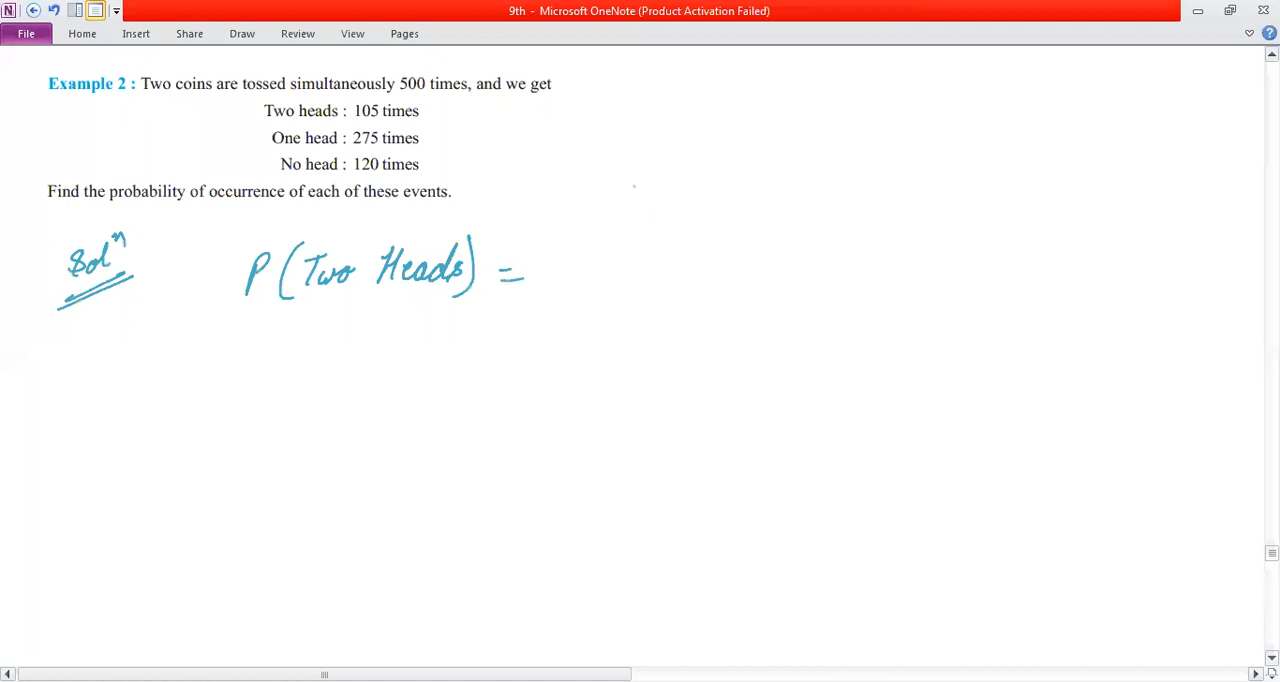 9th - Microsoft OneNote (Product Activation Failed)
File Home Insert Share Draw Review View Pages
Example 2 : Two coins are tossed simultaneously 500 times, and we get
Two heads : 105 times
One head : 275 times
No head : 120 times
Find the probability of occurrence of each of these events.
Solⁿ P (Two Heads) =